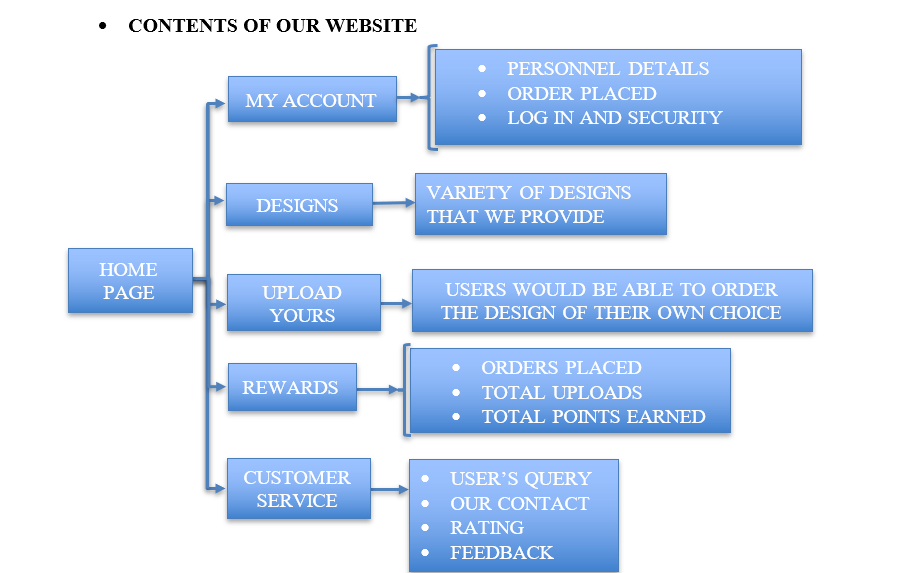 • CONTENTS OF OUR WEBSITE
MY ACCOUNT
• PERSONNEL DETAILS
• ORDER PLACED
• LOG IN AND SECURITY
DESIGNS
VARIETY OF DESIGNS
THAT WE PROVIDE
HOME
PAGE
UPLOAD
YOURS
USERS WOULD BE ABLE TO ORDER
THE DESIGN OF THEIR OWN CHOICE
REWARDS
• ORDERS PLACED
• TOTAL UPLOADS
• TOTAL POINTS EARNED
CUSTOMER
SERVICE
• USER’S QUERY
• OUR CONTACT
• RATING
• FEEDBACK